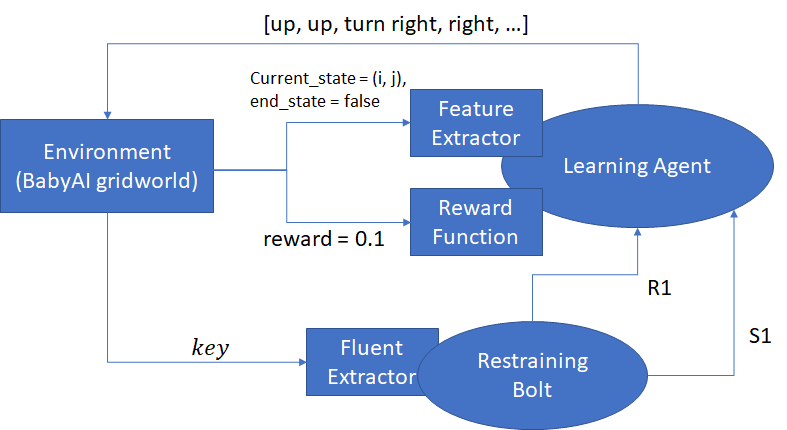 [up, up, turn right, right, ...]
Current_state = (i, j),
end_state = false
Feature
Extractor
Environment
(BabyAI gridworld)
Learning Agent
Reward
Function
reward = 0.1
R1
key
Fluent
Extractor
Restraining
Bolt
S1